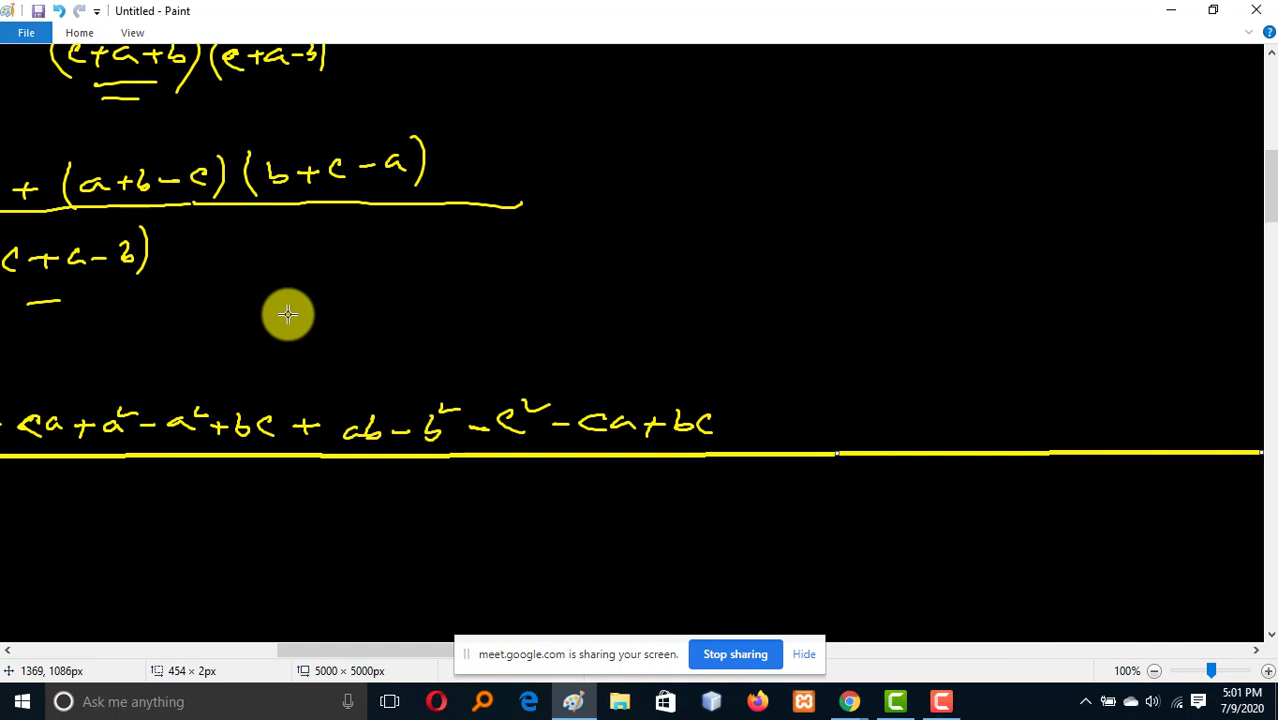 Untitled - Paint
File Home View
(c+a+b)(c+a-b)
+ (a+b-c)(b+c-a)
c+a-b)
- ca+a²-a²+bc+ ab-b²-c²-ca+bc
meet.google.com is sharing your screen. Stop sharing Hide
1369, 1086px 454 × 2px 5000 × 5000px 100%
Ask me anything
5:01 PM
7/9/2020